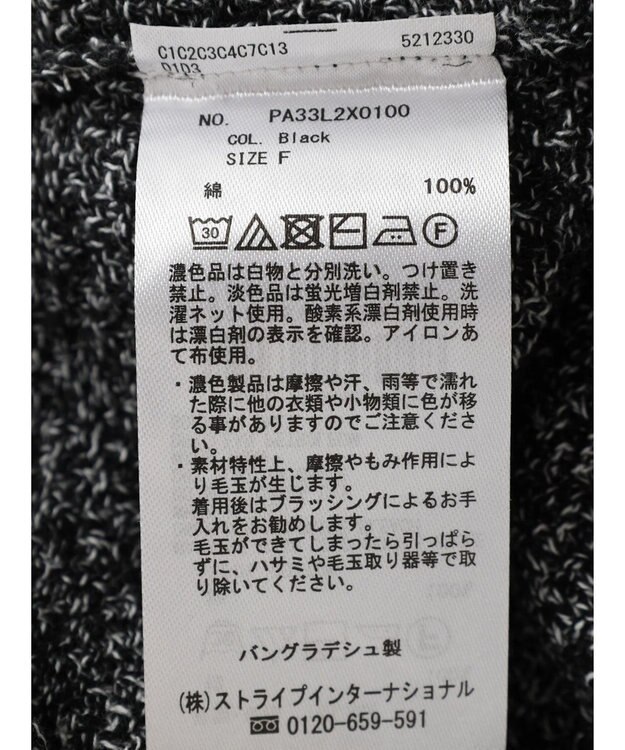 C1C2C3C4C7C13 5212330
D1D3
NO. PA33L2X0100
COL. Black
SIZE F
綿 100%
30 F
濃色品は白物と分別洗い。つけ置き
禁止。淡色品は蛍光増白剤禁止。洗
濯ネット使用。酸素系漂白剤使用時
は漂白剤の表示を確認。アイロンあ
て布使用。
・濃色製品は摩擦や汗、雨等で濡れ
た際に他の衣類や小物類に色が移
る事がありますのでご注意くださ
い。
・素材特性上、摩擦やもみ作用によ
り毛玉が生じます。
着用後はブラッシングによるお手
入れをお勧めします。
毛玉ができてしまったら引っぱら
ずに、ハサミや毛玉取り器等で取
り除いてください。
バングラデシュ製
(株)ストライプインターナショナル
0120-659-591